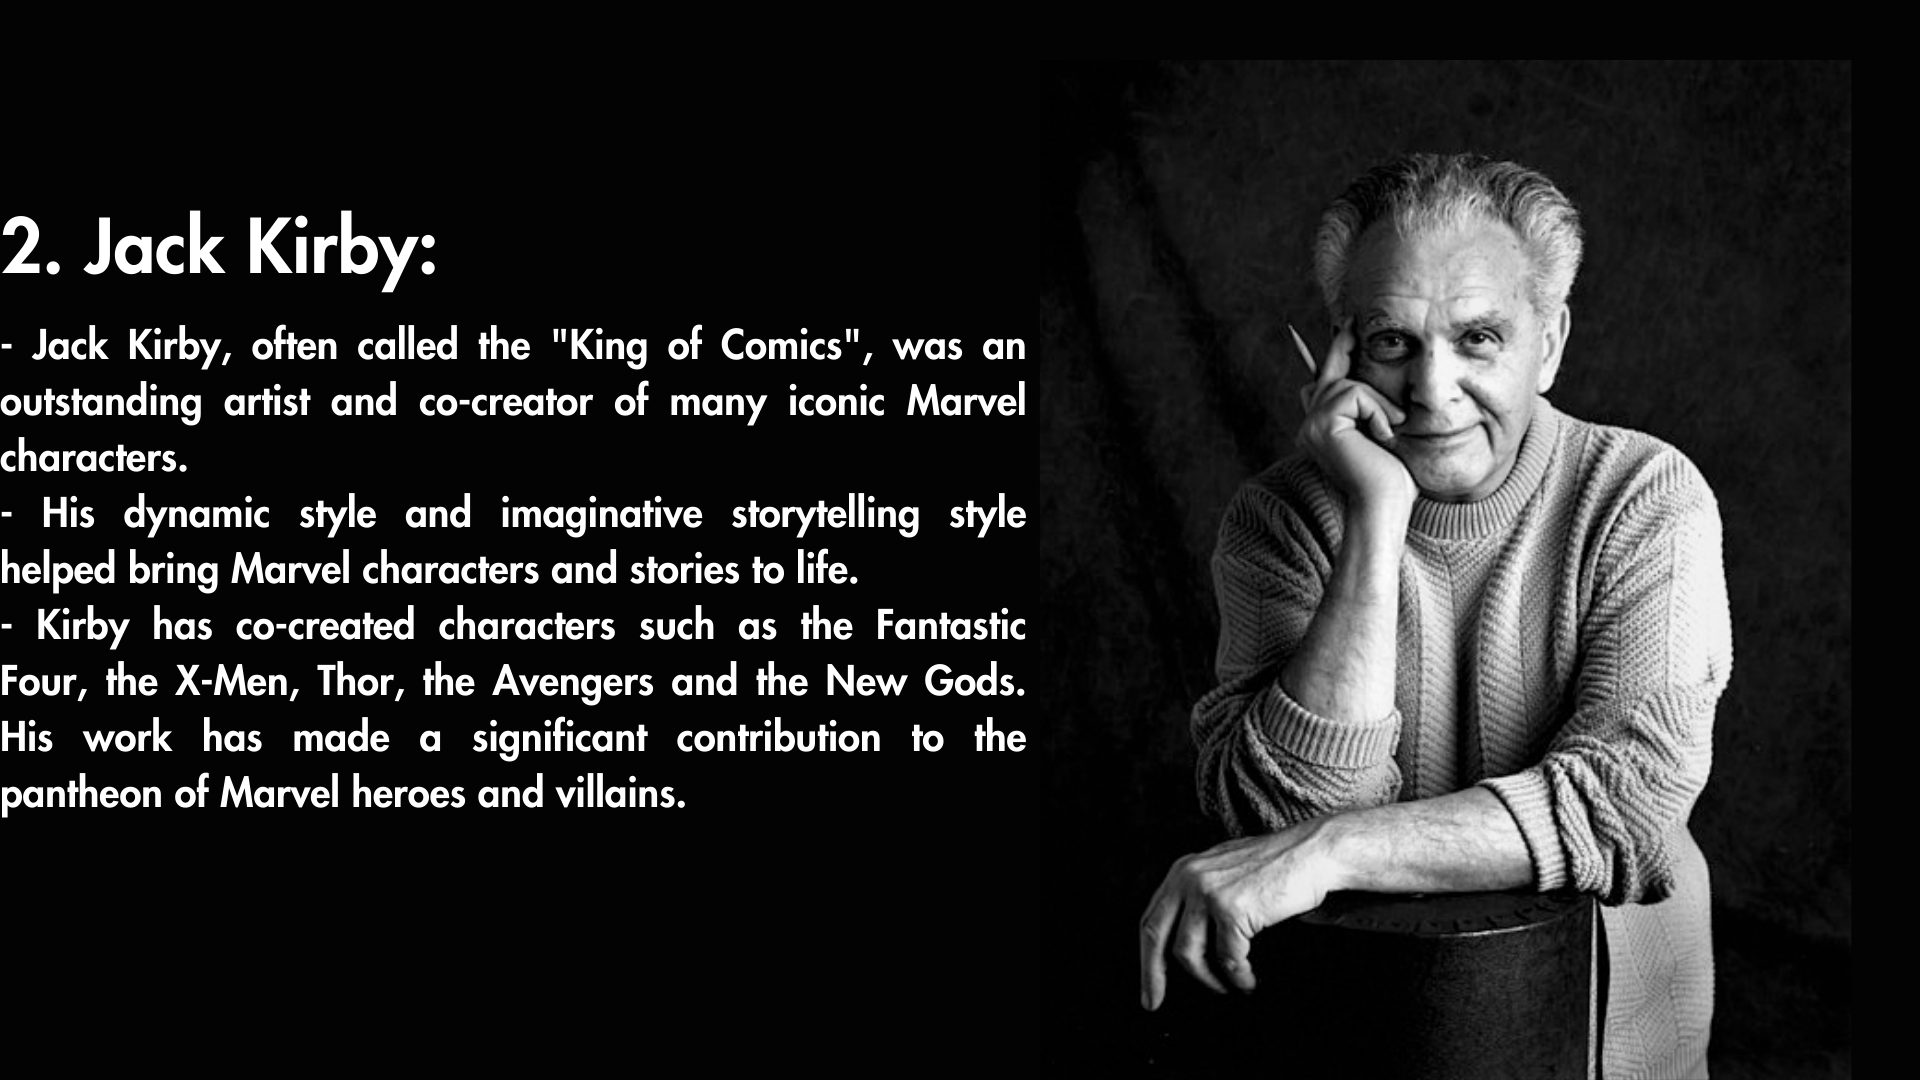 2. Jack Kirby:
- Jack Kirby, often called the "King of Comics", was an
outstanding artist and co-creator of many iconic Marvel
characters.
- His dynamic style and imaginative storytelling style
helped bring Marvel characters and stories to life.
- Kirby has co-created characters such as the Fantastic
Four, the X-Men, Thor, the Avengers and the New Gods.
His work has made a significant contribution to the
pantheon of Marvel heroes and villains.